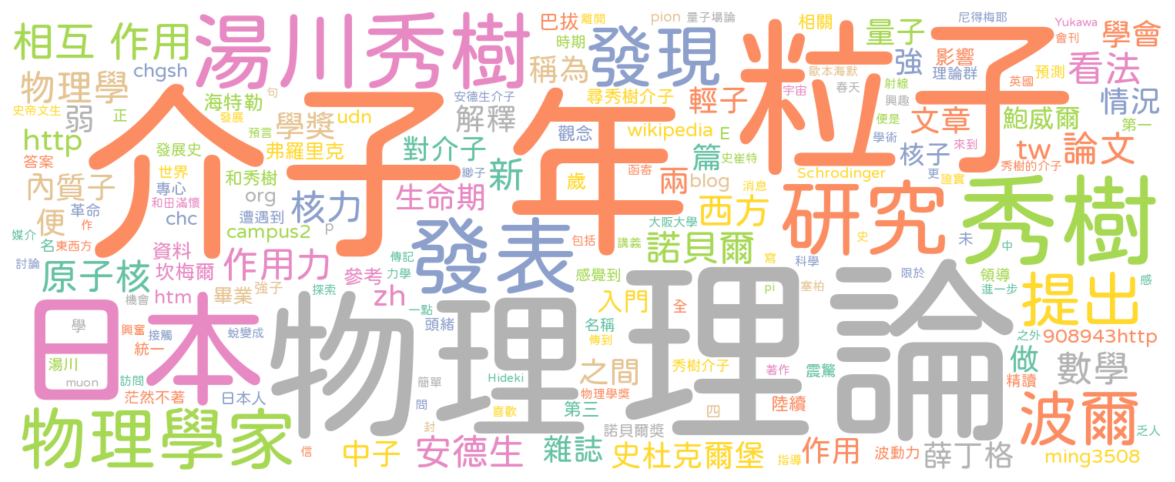 相互 作用 湯川秀樹 巴拔 離開 pion 量子場論 相關 量子 尼得梅耶 Yukawa 學會
chgsh 時期 發現 粒子 強 影響 預測 會刊 看法
物理學 稱為 歐本海默 理論群 英國
史帝文生 正 海特勒 安德生介子 尋秀樹介子 輕子 宇宙 春天 射線 興趣 情況
弱 發展 句 解釋 年 介子 便是 第一
http 預言 學獎 udn 觀念 wikipedia E 文章 鮑威爾
答案 發展史 弗羅里克 對介子 新 篇 史崔特 學術 來到 tw 論文
世界 鄉子 歲 函寄 兩 blog Schrodinger 核子 更 證實 秀樹的介子
內質子 專心 和秀樹 生命期 消息
和田滿懷 org 核力 西方 研究 秀樹
便 革命 作 chc 遭遇到 p 大阪大學
媒介 名 東西方 campus2 發表 包括 講義 諾貝爾 史 寫 未 中
討論 資料 作用力 傳記 科學 限於 領導 感
原子核 坎梅爾 參考 力學 感覺到 pi 塞柏 進一步 提出
htm 畢業 強子 探索 zh 一點 入門 全
機會 頭緒 名稱 之外 908943http
學 興奮 接觸 蛻變成 傳到 理論 做
日本 統一 物理 秀樹介子 著作 震驚 數學
湯川 muon 訪問 Hideki 之間 精讀
茫然不著 日本人 簡單 物理學獎 四 陸續
問 喜歡 第三 波爾
物理學家 封 諾貝爾獎 乏人
信 中子 安德生 雜誌 史杜克爾堡 指導 作用 波動力 薛丁格 ming3508